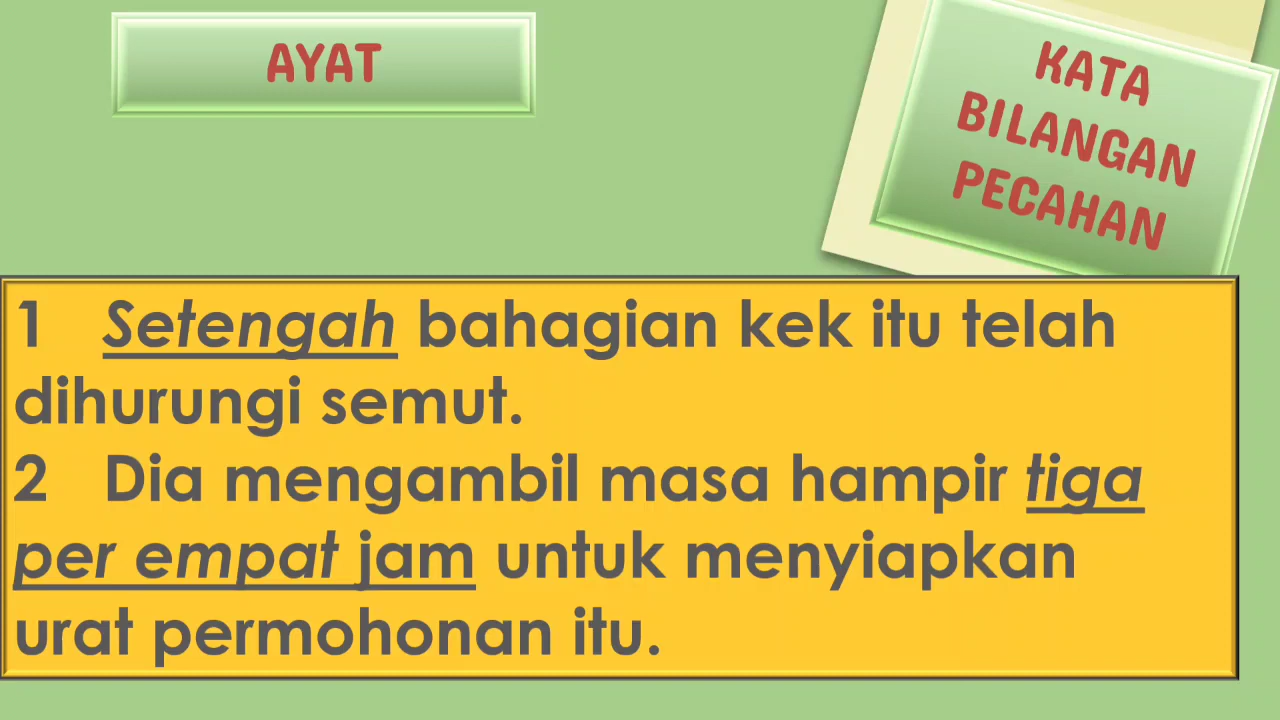 AYAT
KATA
BILANGAN
PECAHAN
1 Setengah bahagian kek itu telah
dihurungi semut.
2 Dia mengambil masa hampir tiga
per empat jam untuk menyiapkan
urat permohonan itu.